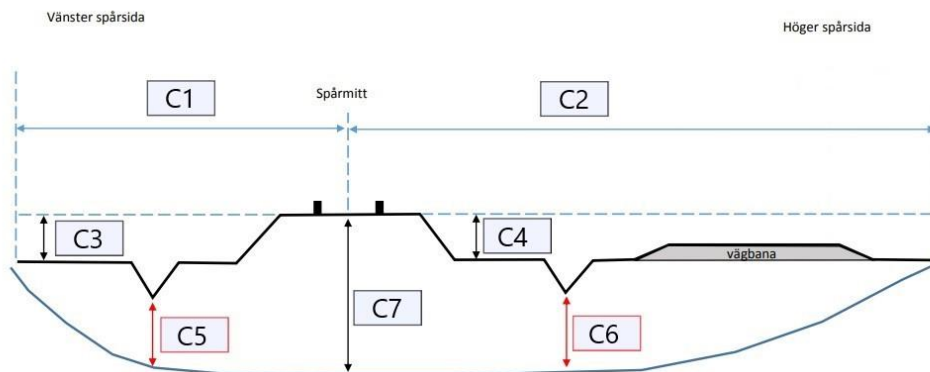 Vänster spårsida
Höger spårsida
C1
Spårmitt
C2
C3
C4
vägbana
C5
C7
C6